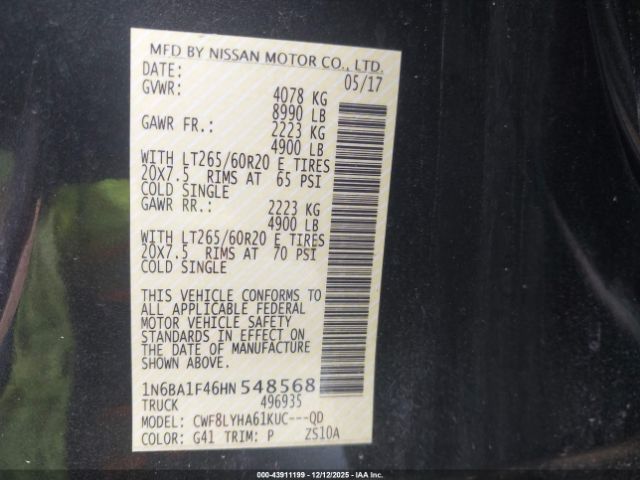 MFD BY NISSAN MOTOR CO., LTD.
DATE: 05/17
GVWR: 4078 KG
8990 LB
GAWR FR.: 2223 KG
4900 LB
WITH LT265/60R20 E TIRES
20X7.5 RIMS AT 65 PSI
COLD SINGLE
GAWR RR.: 2223 KG
4900 LB
WITH LT265/60R20 E TIRES
20X7.5 RIMS AT 70 PSI
COLD SINGLE
THIS VEHICLE CONFORMS TO
ALL APPLICABLE FEDERAL
MOTOR VEHICLE SAFETY
STANDARDS IN EFFECT ON
THE DATE OF MANUFACTURE
SHOWN ABOVE.
1N6BA1F46HN548568
TRUCK 496935
MODEL: CWF8LYHA61KUC---QD
COLOR: G41 TRIM: P ZS10A
000-43911199 - 12/12/2025 - IAA Inc.